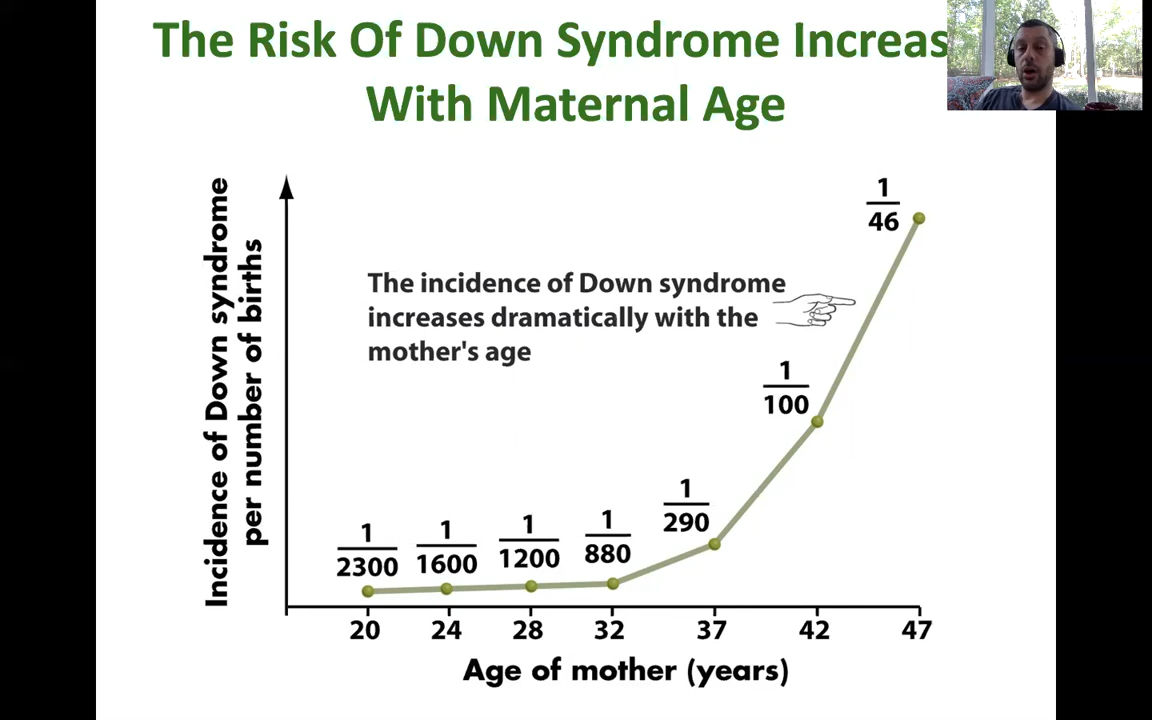 The Risk Of Down Syndrome Increas
With Maternal Age
Incidence of Down syndrome
per number of births
The incidence of Down syndrome
increases dramatically with the
mother's age
1
2300
1
1600
1
1200
1
880
1
290
1
100
1
46
20 24 28 32 37 42 47
Age of mother (years)